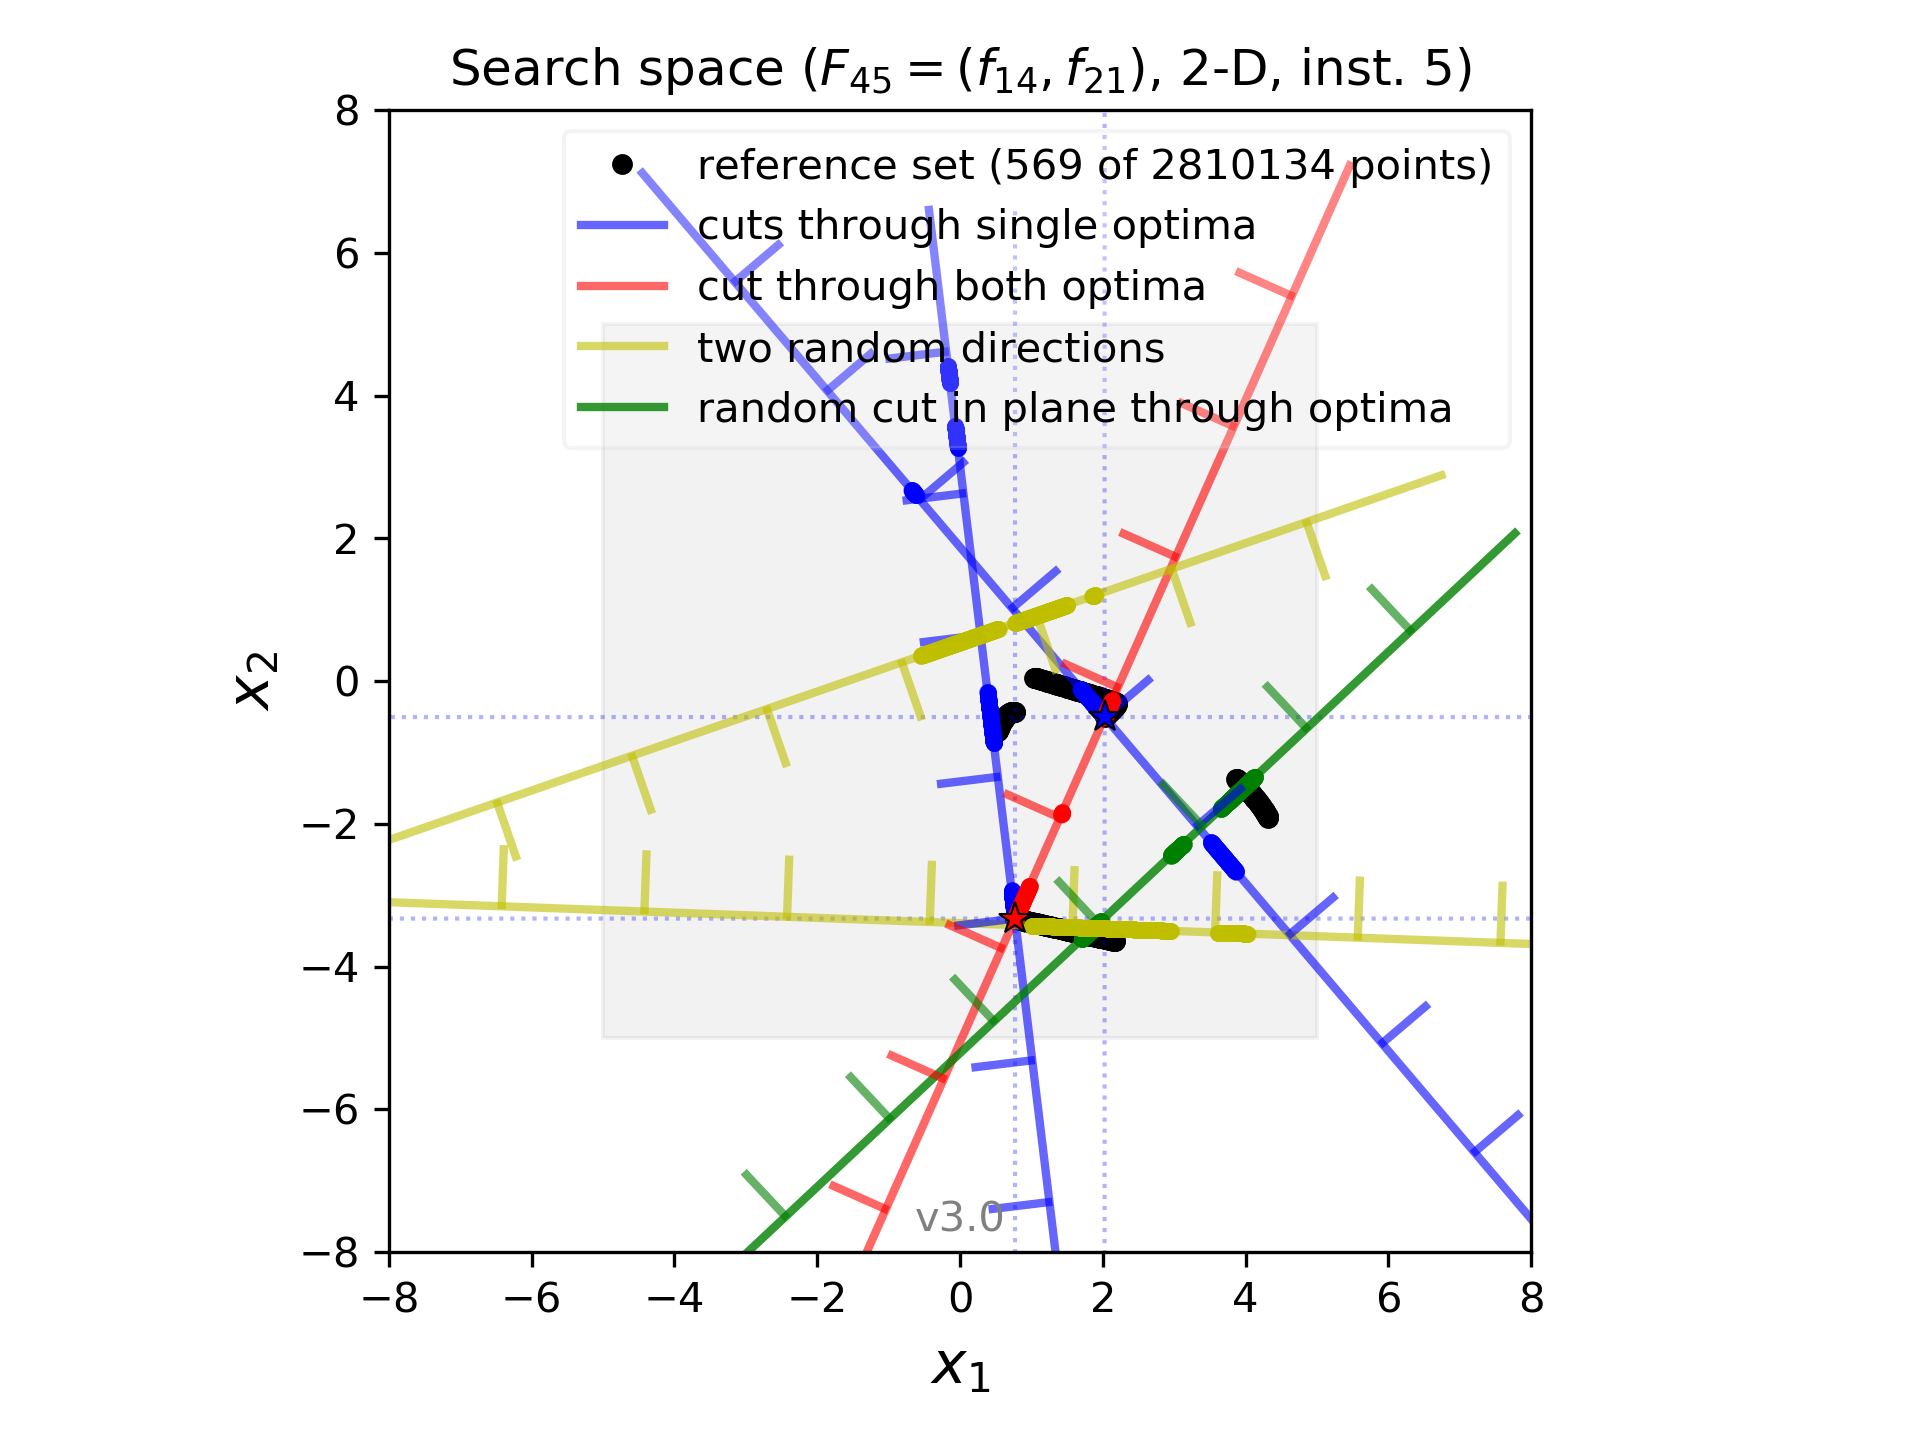 Search space (F45 = (f14, f21), 2-D, inst. 5)
8
6
4
2
0
−2
−4
−6
−8
x2
reference set (569 of 2810134 points)
cuts through single optima
cut through both optima
two random directions
random cut in plane through optima
v3.0
−8 −6 −4 −2 0 2 4 6 8
x1